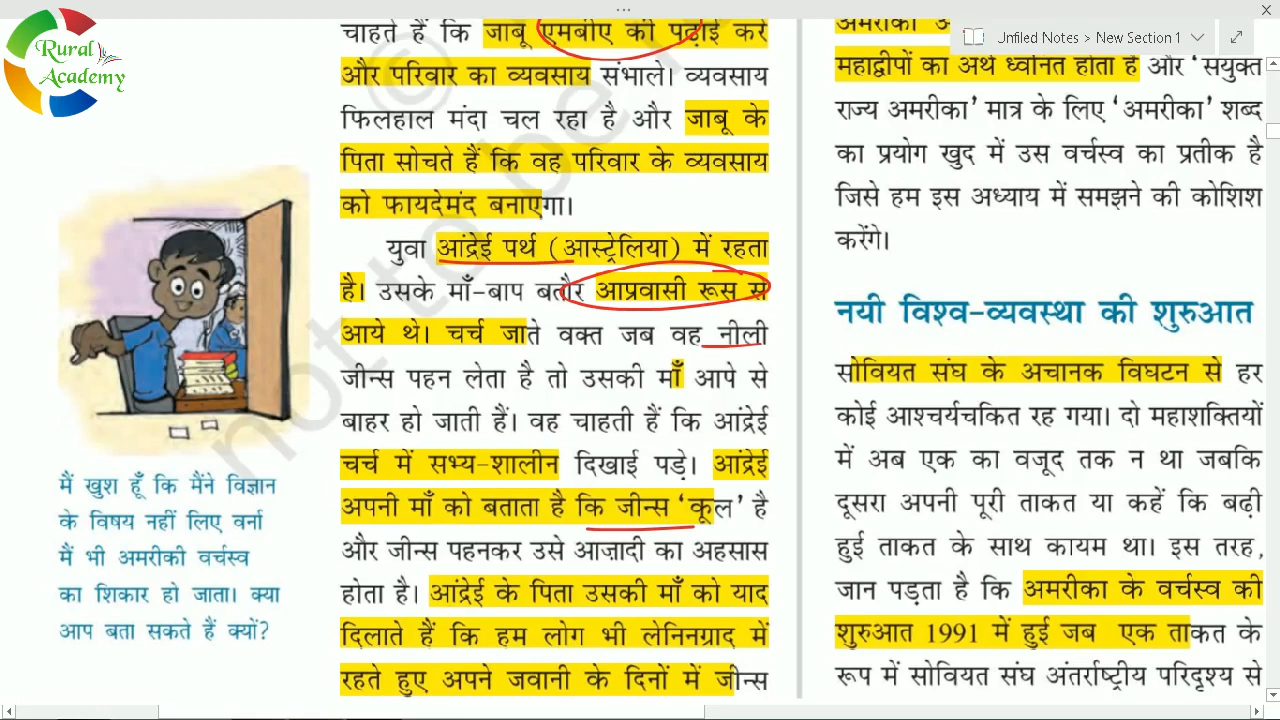 Rural
Academy
Unfiled Notes > New Section 1
चाहते हैं कि जाबू एमबीए की पढ़ाई करे
और परिवार का व्यवसाय संभाले। व्यवसाय
फिलहाल मंदा चल रहा है और जाबू के
पिता सोचते हैं कि वह परिवार के व्यवसाय
को फायदेमंद बनाएगा।
युवा आंद्रेई पर्थ (आस्ट्रेलिया) में रहता
है। उसके माँ-बाप बतौर आप्रवासी रूस से
आये थे। चर्च जाते वक्त जब वह नीली
जीन्स पहन लेता है तो उसकी माँ आपे से
बाहर हो जाती हैं। वह चाहती हैं कि आंद्रेई
चर्च में सभ्य-शालीन दिखाई पड़े। आंद्रेई
अपनी माँ को बताता है कि जीन्स ‘कूल’ है
और जीन्स पहनकर उसे आज़ादी का अहसास
होता है। आंद्रेई के पिता उसकी माँ को याद
दिलाते हैं कि हम लोग भी लेनिनग्राद में
रहते हुए अपने जवानी के दिनों में जीन्स
मैं खुश हूँ कि मैंने विज्ञान
के विषय नहीं लिए वर्ना
मैं भी अमरीकी वर्चस्व
का शिकार हो जाता। क्या
आप बता सकते हैं क्यों?
अमरीका
महाद्वीपों का अर्थ ध्वनित होता है और ‘संयुक्त
राज्य अमरीका’ मात्र के लिए ‘अमरीका’ शब्द
का प्रयोग खुद में उस वर्चस्व का प्रतीक है
जिसे हम इस अध्याय में समझने की कोशिश
करेंगे।
नयी विश्व-व्यवस्था की शुरुआत
सोवियत संघ के अचानक विघटन से हर
कोई आश्चर्यचकित रह गया। दो महाशक्तियों
में अब एक का वजूद तक न था जबकि
दूसरा अपनी पूरी ताकत या कहें कि बढ़ी
हुई ताकत के साथ कायम था। इस तरह,
जान पड़ता है कि अमरीका के वर्चस्व की
शुरुआत 1991 में हुई जब एक ताकत के
रूप में सोवियत संघ अंतर्राष्ट्रीय परिदृश्य से
not to be